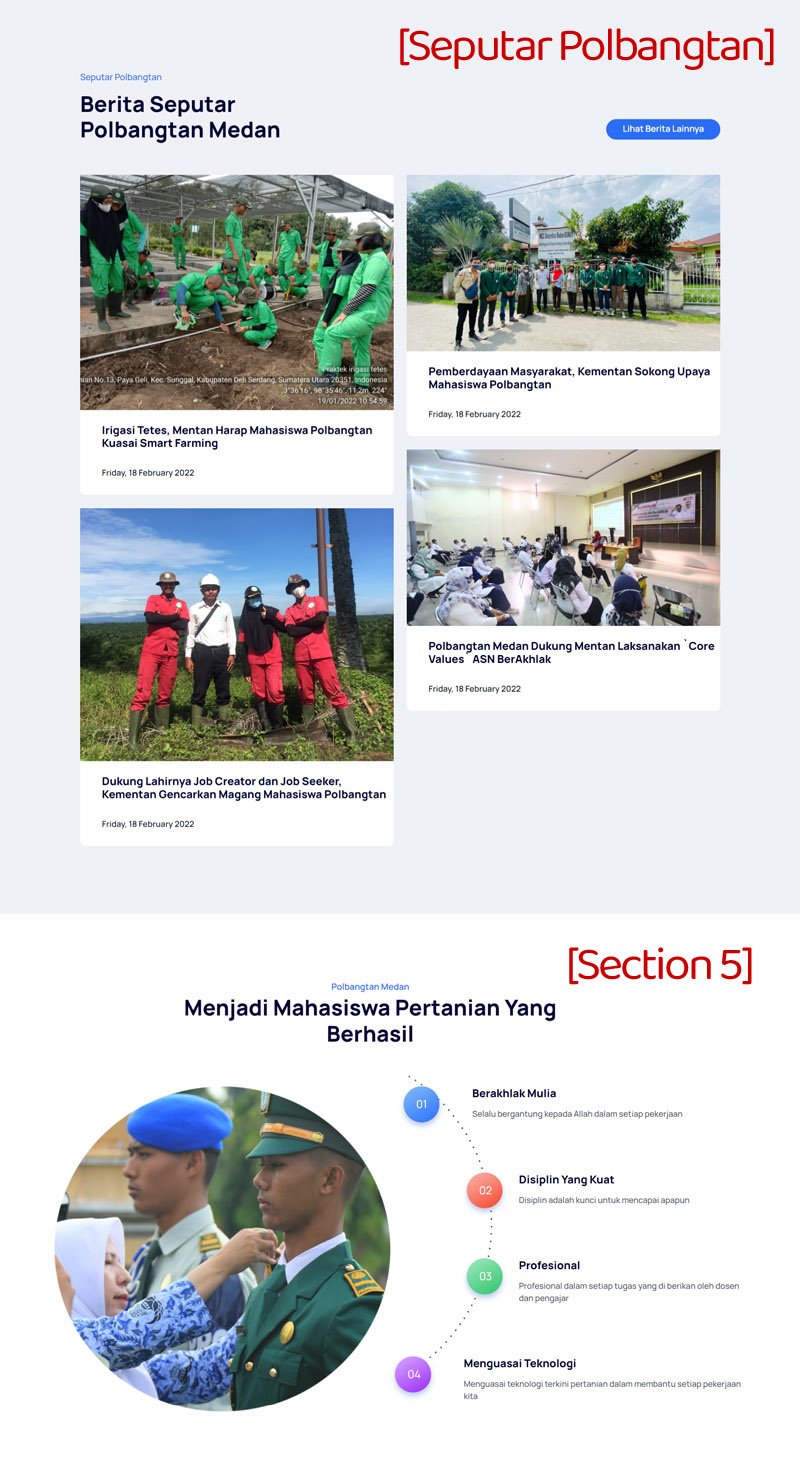 [Seputar Polbangtan]
Seputar Polbangtan
Berita Seputar
Polbangtan Medan
Lihat Berita Lainnya
Praktek irigasi tetes
No.13, Paya Geli, Kec. Sunggal, Kabupaten Deli Serdang, Sumatera Utara 20351, Indonesia
3°36'16", 98°35'46", 11,2m, 224°
19/01/2022 10:54:59
Irigasi Tetes, Mentan Harap Mahasiswa Polbangtan
Kuasai Smart Farming
Friday, 18 February 2022
Pemberdayaan Masyarakat, Kementan Sokong Upaya
Mahasiswa Polbangtan
Friday, 18 February 2022
Polbangtan Medan Dukung Mentan Laksanakan `Core
Values ASN BerAkhlak
Friday, 18 February 2022
Dukung Lahirnya Job Creator dan Job Seeker,
Kementan Gencarkan Magang Mahasiswa Polbangtan
Friday, 18 February 2022
[Section 5]
Polbangtan Medan
Menjadi Mahasiswa Pertanian Yang
Berhasil
01
Berakhlak Mulia
Selalu bergantung kepada Allah dalam setiap pekerjaan
02
Disiplin Yang Kuat
Disiplin adalah kunci untuk mencapai apapun
03
Profesional
Profesional dalam setiap tugas yang di berikan oleh dosen
dan pengajar
04
Menguasai Teknologi
Menguasai teknologi terkini pertanian dalam membantu setiap pekerjaan
kita